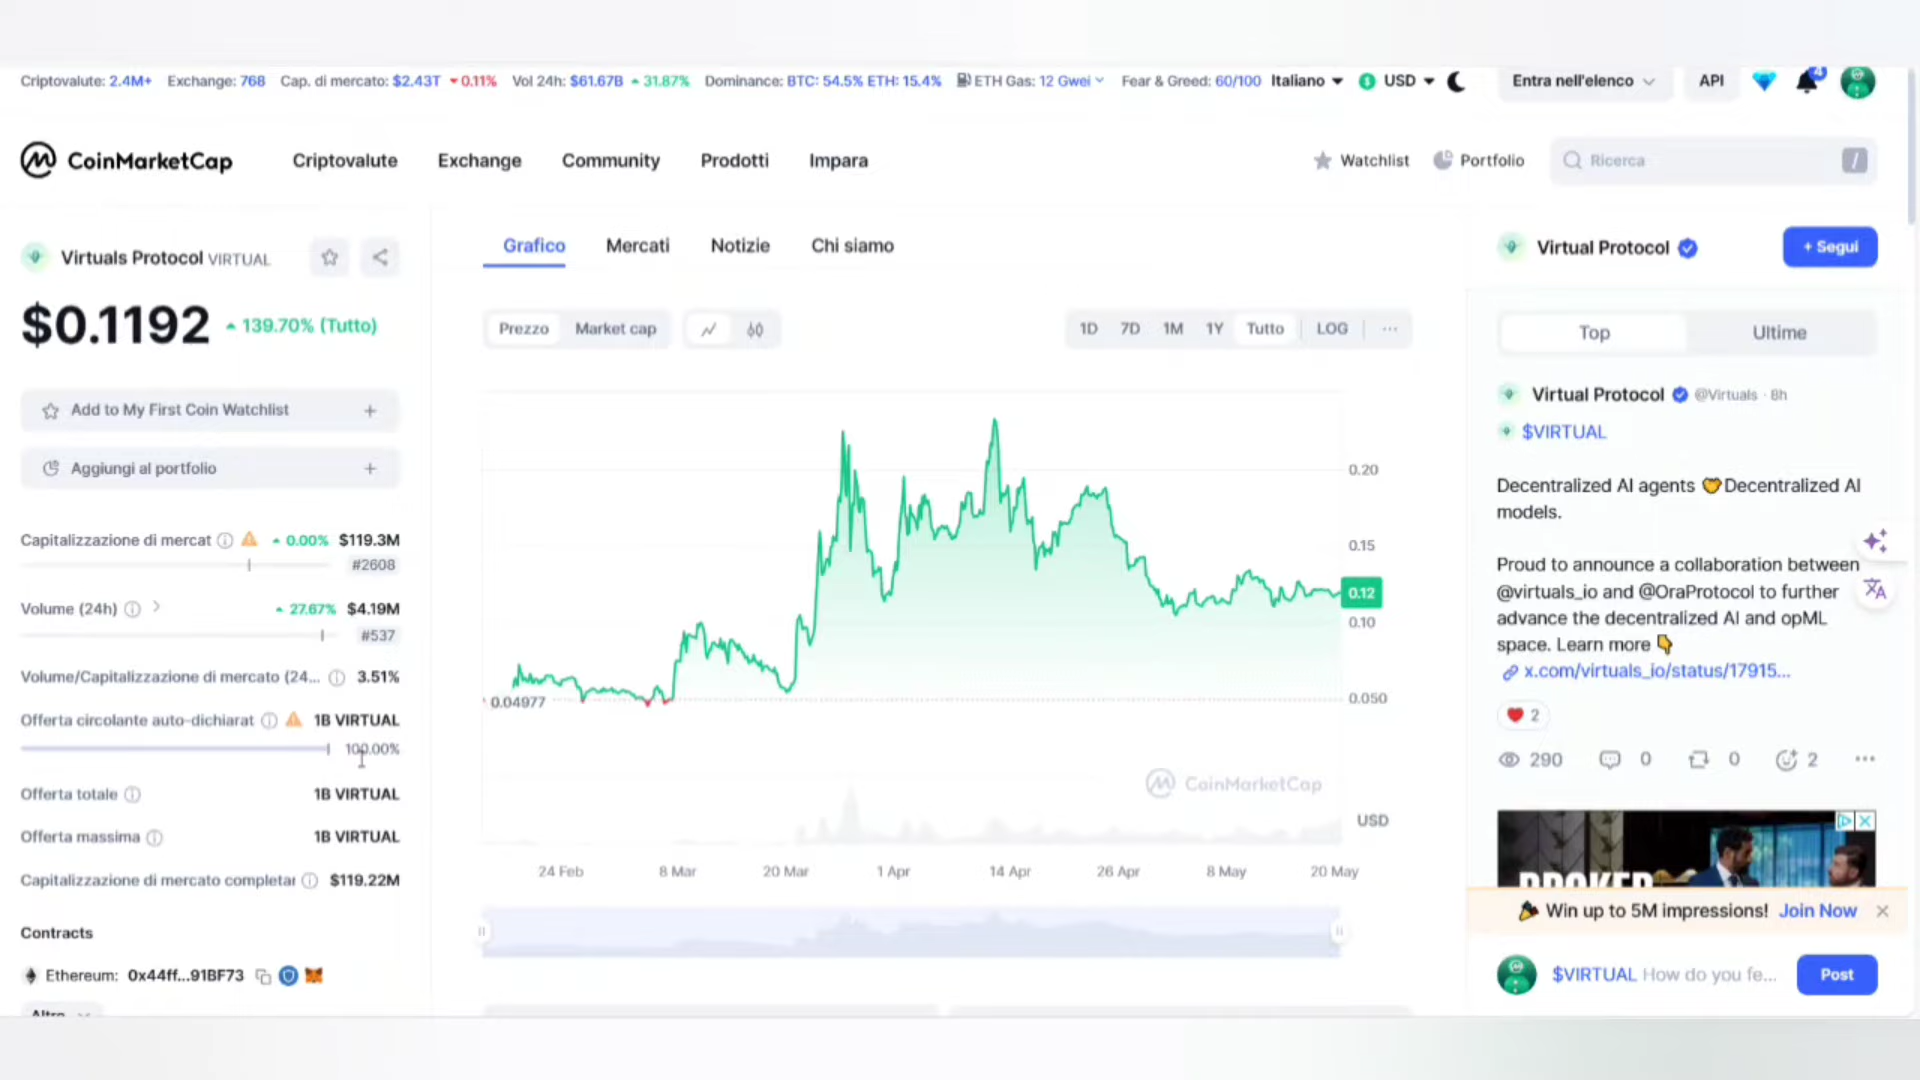 Criptovalute: 2.4M+ Exchange: 768 Cap. di mercato: $2.43T 0.11% Vol 24h: $61.67B 31.87% Dominance: BTC: 54.5% ETH: 15.4% ETH Gas: 12 Gwei Fear & Greed: 60/100 Italiano USD Entra nell'elenco API 4
CoinMarketCap Criptovalute Exchange Community Prodotti Impara Watchlist Portfolio Ricerca /
Virtuals Protocol VIRTUAL
$0.1192 139.70% (Tutto)
Add to My First Coin Watchlist +
Aggiungi al portfolio +
Capitalizzazione di mercat 0.00% $119.3M
#2608
Volume (24h) 27.67% $4.19M
#537
Volume/Capitalizzazione di mercato (24... 3.51%
Offerta circolante auto-dichiarat 1B VIRTUAL
100.00%
Offerta totale 1B VIRTUAL
Offerta massima 1B VIRTUAL
Capitalizzazione di mercato completar $119.22M
Contracts
Ethereum: 0x44ff...91BF73
Altro
Grafico Mercati Notizie Chi siamo
Prezzo Market cap 1D 7D 1M 1Y Tutto LOG ...
0.20
0.15
0.12
0.10
0.050
0.04977
CoinMarketCap
USD
24 Feb 8 Mar 20 Mar 1 Apr 14 Apr 26 Apr 8 May 20 May
Virtual Protocol + Segui
Top Ultime
Virtual Protocol @Virtuals · 8h
$VIRTUAL
Decentralized AI agents 🤝Decentralized AI
models.
Proud to announce a collaboration between
@virtuals_io and @OraProtocol to further
advance the decentralized AI and opML
space. Learn more 👇
x.com/virtuals_io/status/17915...
2
290 0 0 2 ...
BROKER
Win up to 5M impressions! Join Now
$VIRTUAL How do you fe... Post